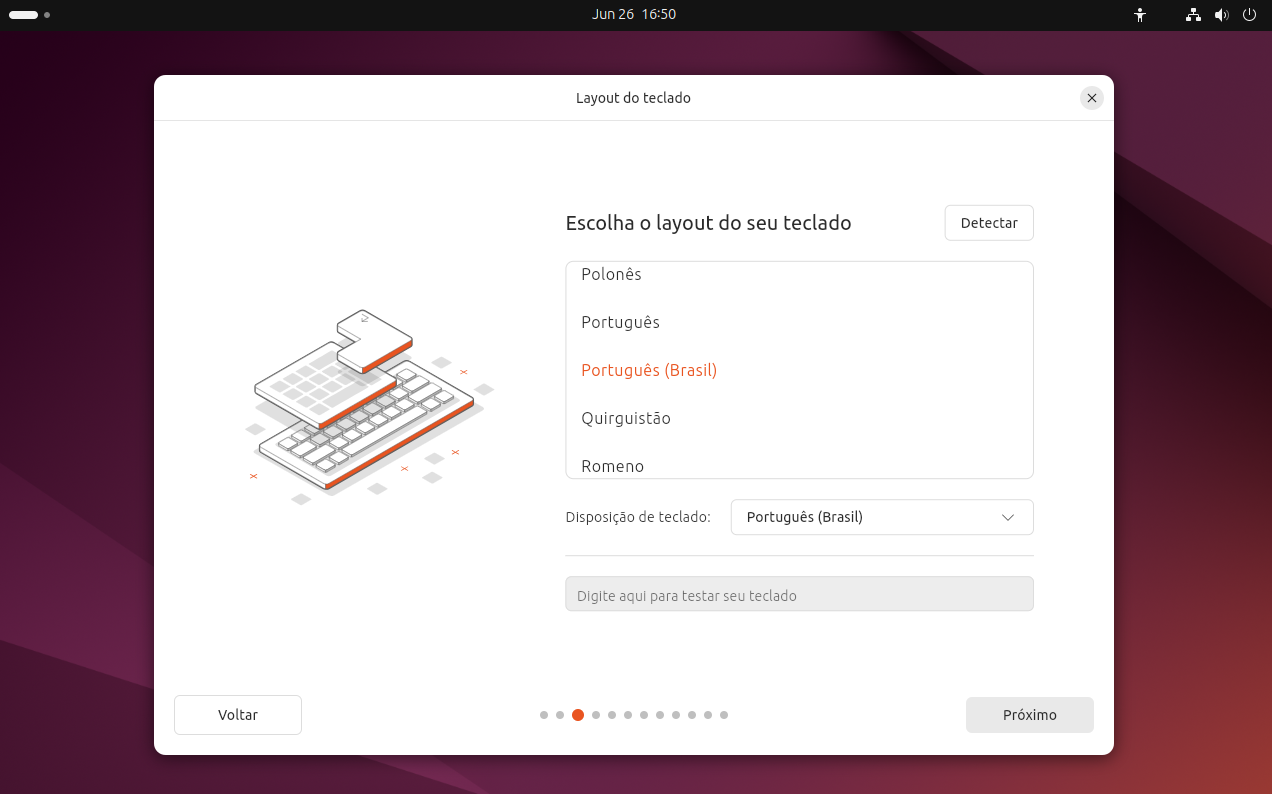 Jun 26 16:50
Layout do teclado
Escolha o layout do seu teclado
Detectar
Polonês
Português
Português (Brasil)
Quirguistão
Romeno
Disposição de teclado:
Português (Brasil)
Digite aqui para testar seu teclado
Voltar
Próximo